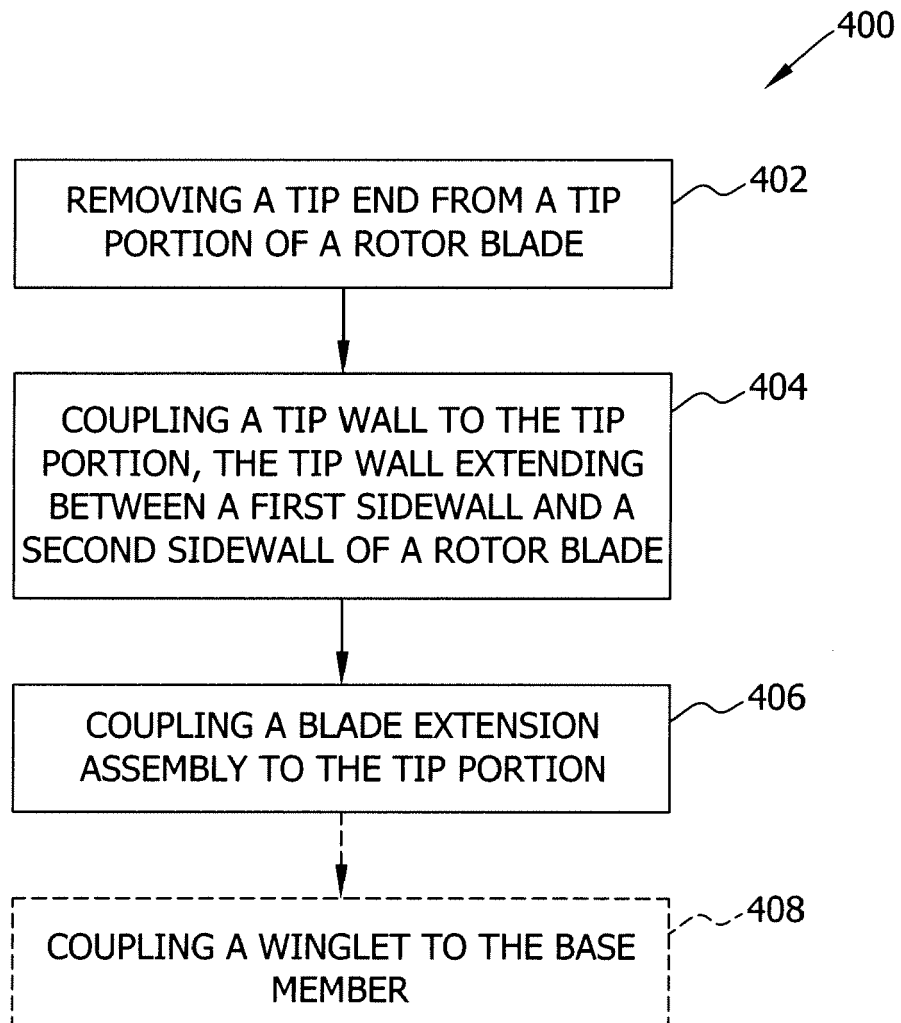 400
REMOVING A TIP END FROM A TIP
PORTION OF A ROTOR BLADE
402
COUPLING A TIP WALL TO THE TIP
PORTION, THE TIP WALL EXTENDING
BETWEEN A FIRST SIDEWALL AND A
SECOND SIDEWALL OF A ROTOR BLADE
404
COUPLING A BLADE EXTENSION
ASSEMBLY TO THE TIP PORTION
406
COUPLING A WINGLET TO THE BASE
MEMBER
408